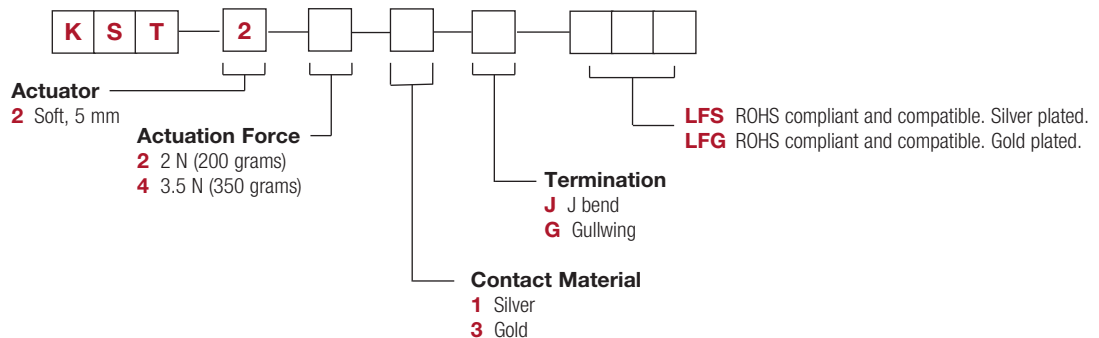 K S T 2
Actuator
2 Soft, 5 mm
Actuation Force
2 2 N (200 grams)
4 3.5 N (350 grams)
LFS ROHS compliant and compatible. Silver plated.
LFG ROHS compliant and compatible. Gold plated.
Termination
J J bend
G Gullwing
Contact Material
1 Silver
3 Gold